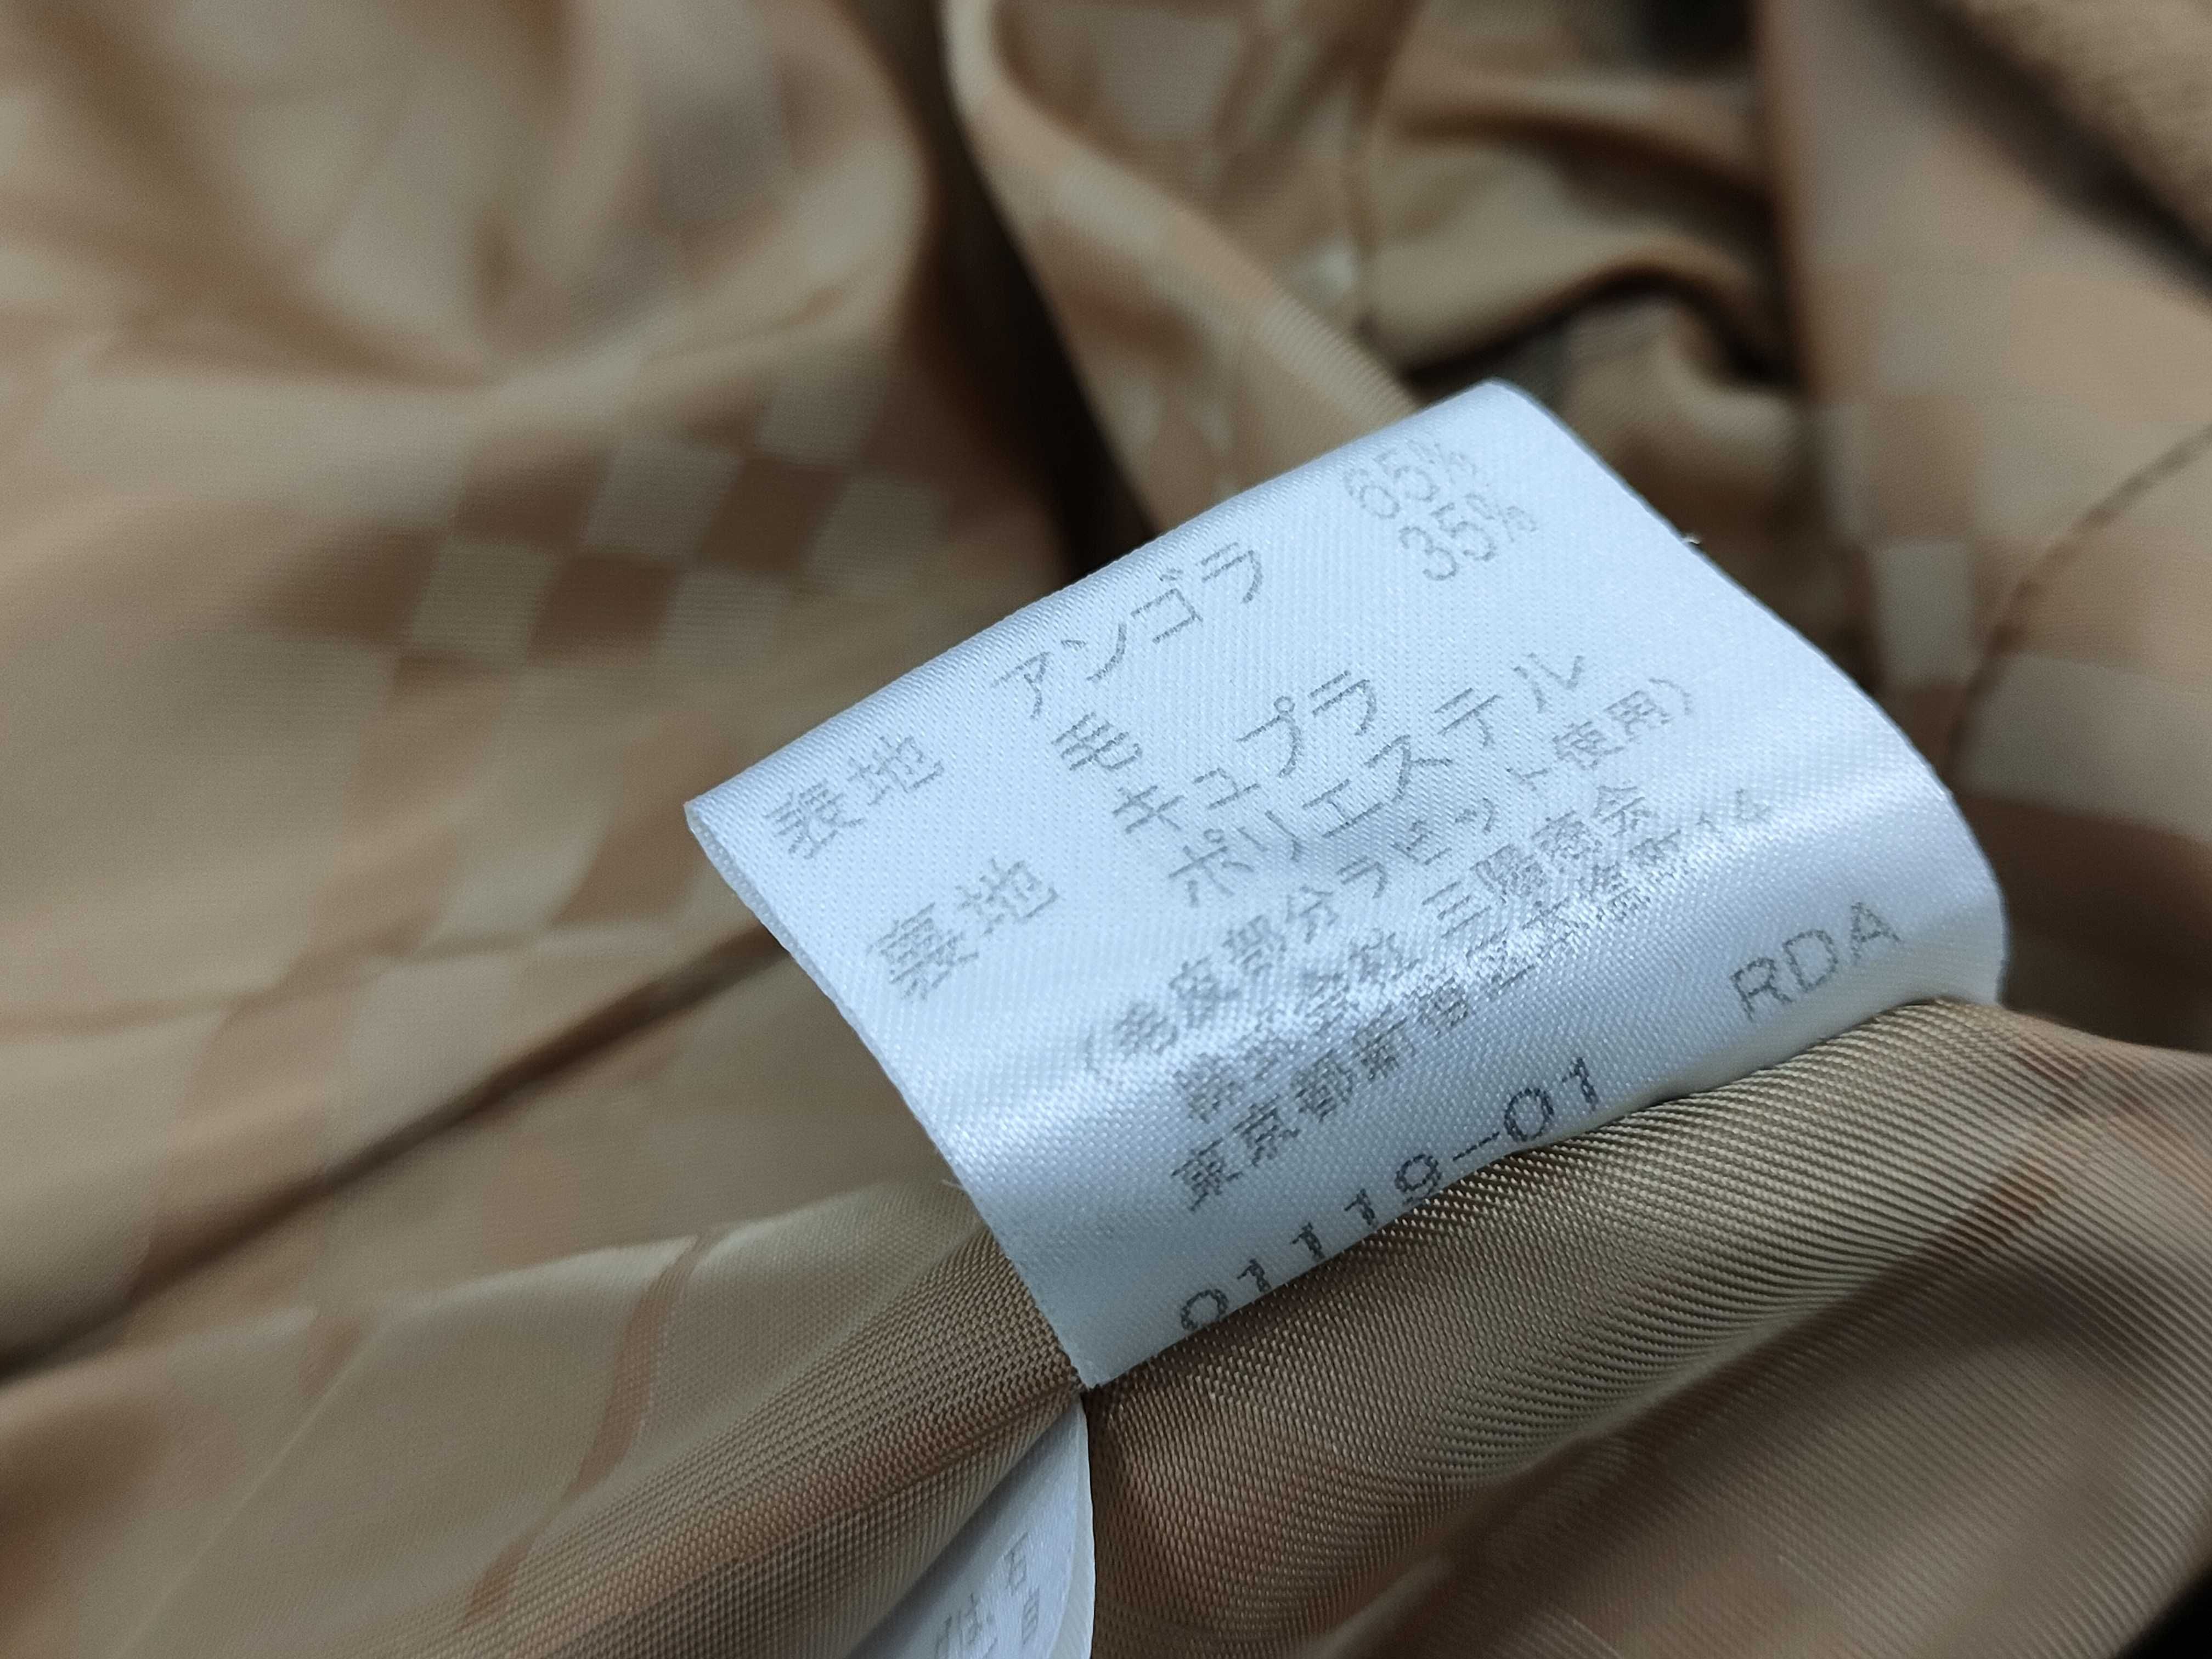 表地 アンゴラ 65%
毛 35%
裏地 キュプラ
ポリエステル
(毛皮部分ラビット使用)
株式会社 三陽商会
東京都新宿区本塩町14
RDA
01119-01